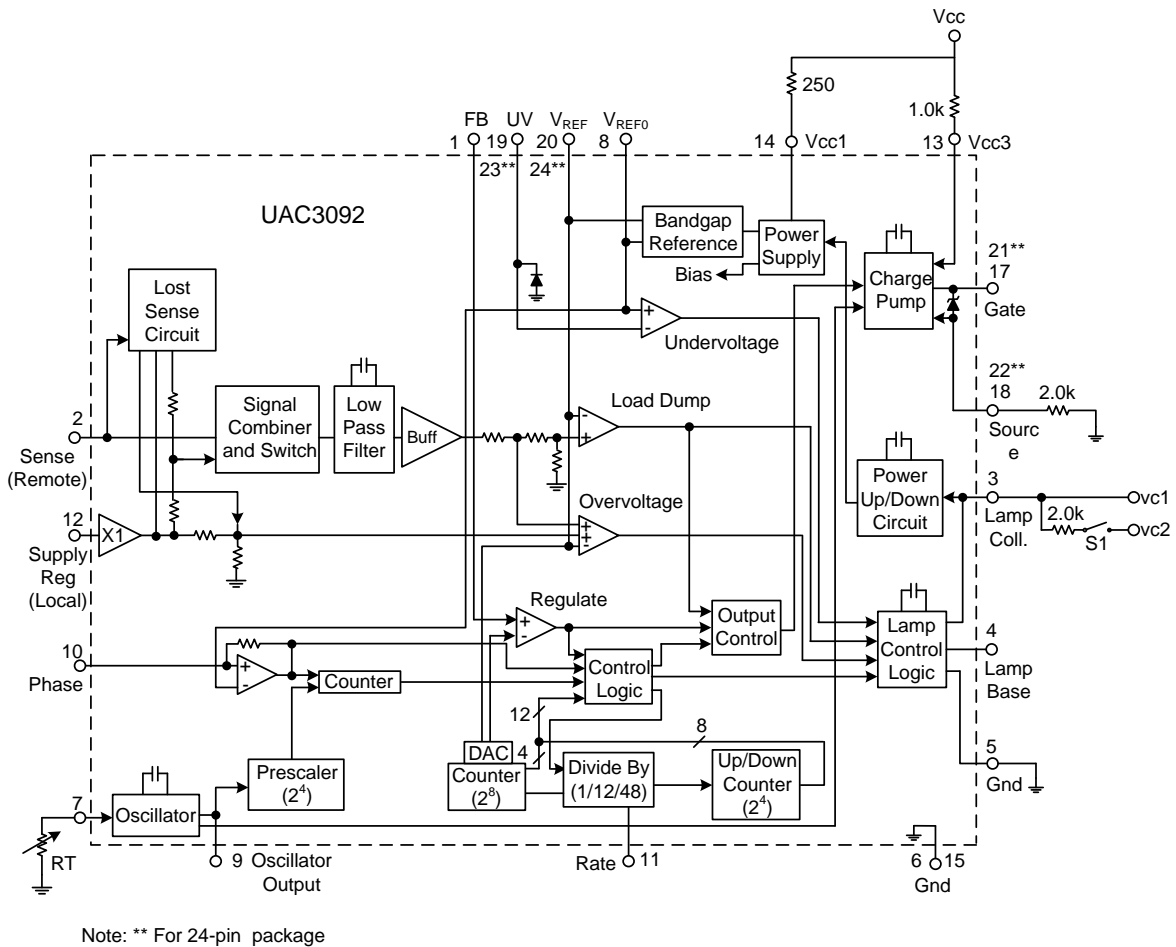 Vcc
250
1.0k
FB UV VREF VREF0
1 19 20 8
14 Vcc1
13 Vcc3
23** 24**
UAC3092
Bandgap
Reference
Power
Supply
Bias
Charge
Pump
21**
17
Gate
Lost
Sense
Circuit
Undervoltage
22**
18
2.0k
Sourc
e
2
Sense
(Remote)
Signal
Combiner
and Switch
Low
Pass
Filter
Buff
Load Dump
Power
Up/Down
Circuit
3
Lamp
Coll.
vc1
2.0k
S1
vc2
12
X1
Supply
Reg
(Local)
Overvoltage
Regulate
Output
Control
Lamp
Control
Logic
4
Lamp
Base
10
Phase
Counter
Control
Logic
12
8
4
DAC
Counter
(2⁸)
Divide By
(1/12/48)
Up/Down
Counter
(2⁴)
5
Gnd
Prescaler
(2⁴)
7
Oscillator
RT
9 Oscillator
Output
Rate 11
6 15
Gnd
+
-
-
+
+
+
-
+
-
+
-
Note: ** For 24-pin package